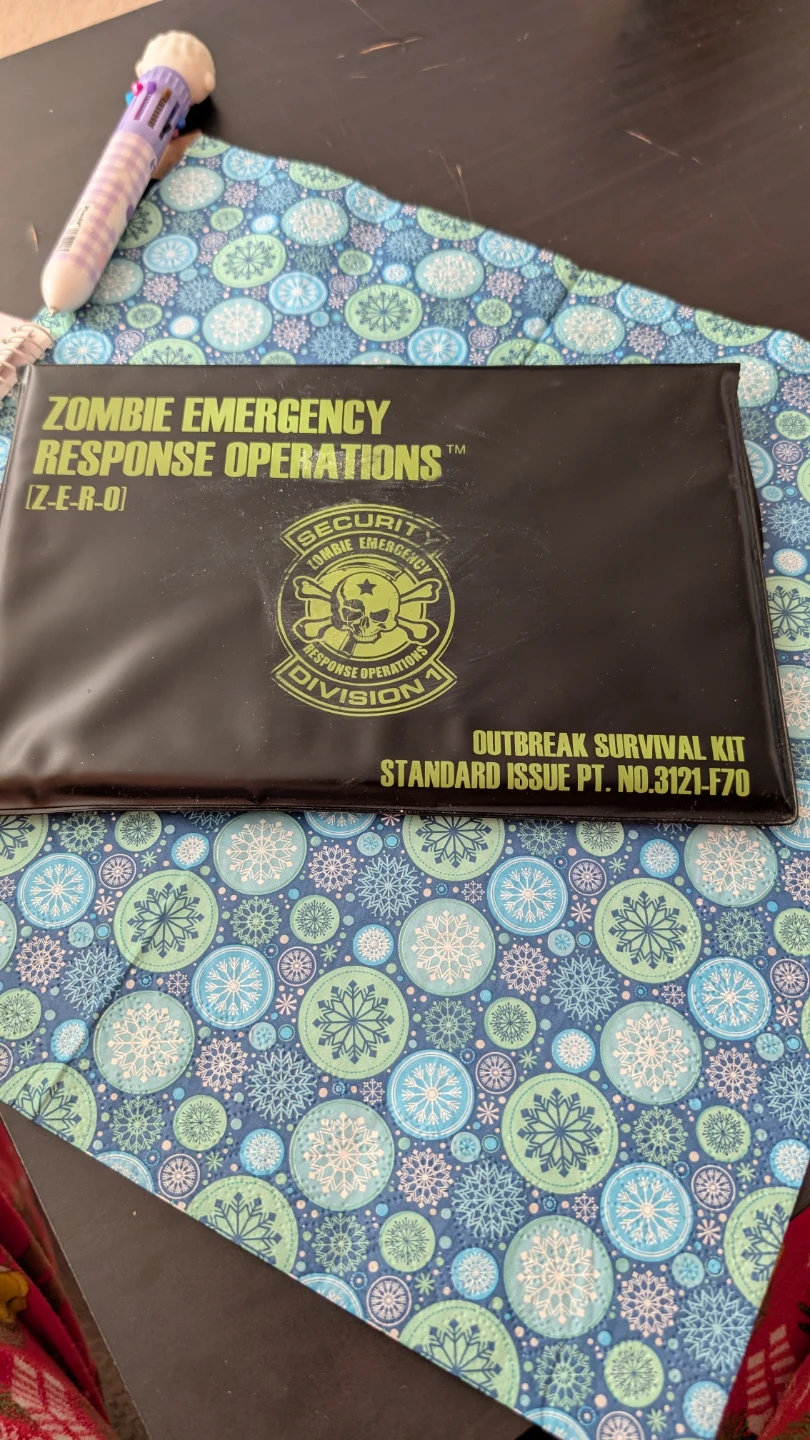 ZOMBIE EMERGENCY
RESPONSE OPERATIONS™
[Z-E-R-O]
SECURITY
ZOMBIE EMERGENCY
RESPONSE OPERATIONS
DIVISION 1
OUTBREAK SURVIVAL KIT
STANDARD ISSUE PT. NO.3121-F70